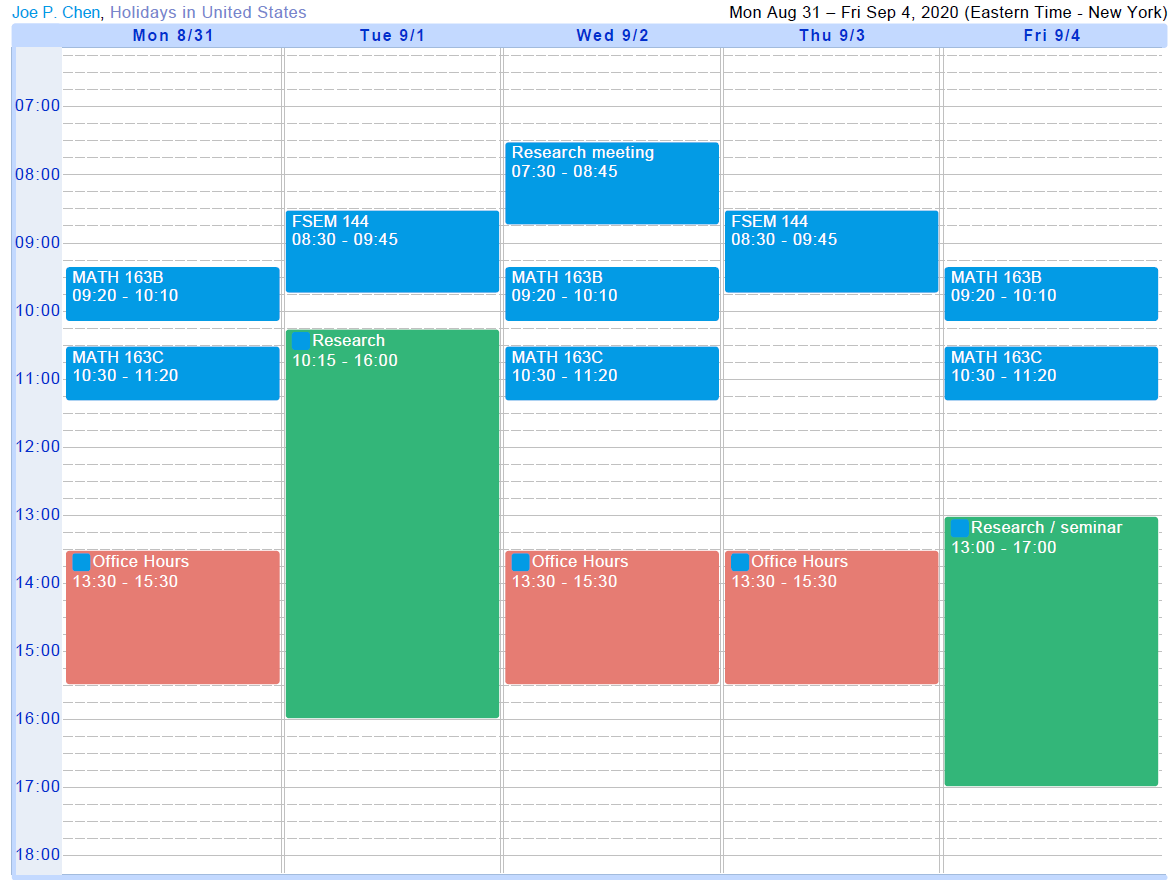 Joe P. Chen, Holidays in United States
Mon Aug 31 – Fri Sep 4, 2020 (Eastern Time - New York)
Mon 8/31
Tue 9/1
Wed 9/2
Thu 9/3
Fri 9/4
07:00
08:00
09:00
10:00
11:00
12:00
13:00
14:00
15:00
16:00
17:00
18:00
MATH 163B
09:20 - 10:10
MATH 163C
10:30 - 11:20
Office Hours
13:30 - 15:30
FSEM 144
08:30 - 09:45
Research
10:15 - 16:00
Research meeting
07:30 - 08:45
MATH 163B
09:20 - 10:10
MATH 163C
10:30 - 11:20
Office Hours
13:30 - 15:30
FSEM 144
08:30 - 09:45
Office Hours
13:30 - 15:30
MATH 163B
09:20 - 10:10
MATH 163C
10:30 - 11:20
Research / seminar
13:00 - 17:00